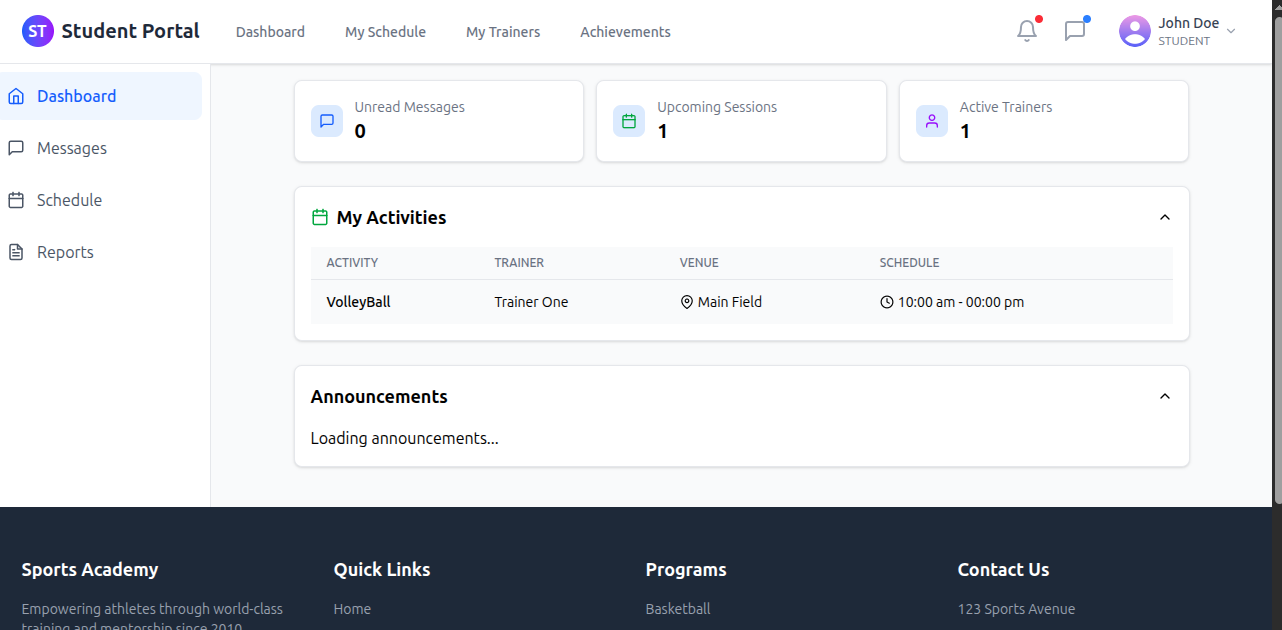 ST Student Portal Dashboard My Schedule My Trainers Achievements John Doe
STUDENT
Dashboard
Messages
Schedule
Reports
Unread Messages
0
Upcoming Sessions
1
Active Trainers
1
My Activities
ACTIVITY TRAINER VENUE SCHEDULE
VolleyBall Trainer One Main Field 10:00 am - 00:00 pm
Announcements
Loading announcements...
Sports Academy
Empowering athletes through world-class
training and mentorship since 2010
Quick Links
Home
Programs
Basketball
Contact Us
123 Sports Avenue